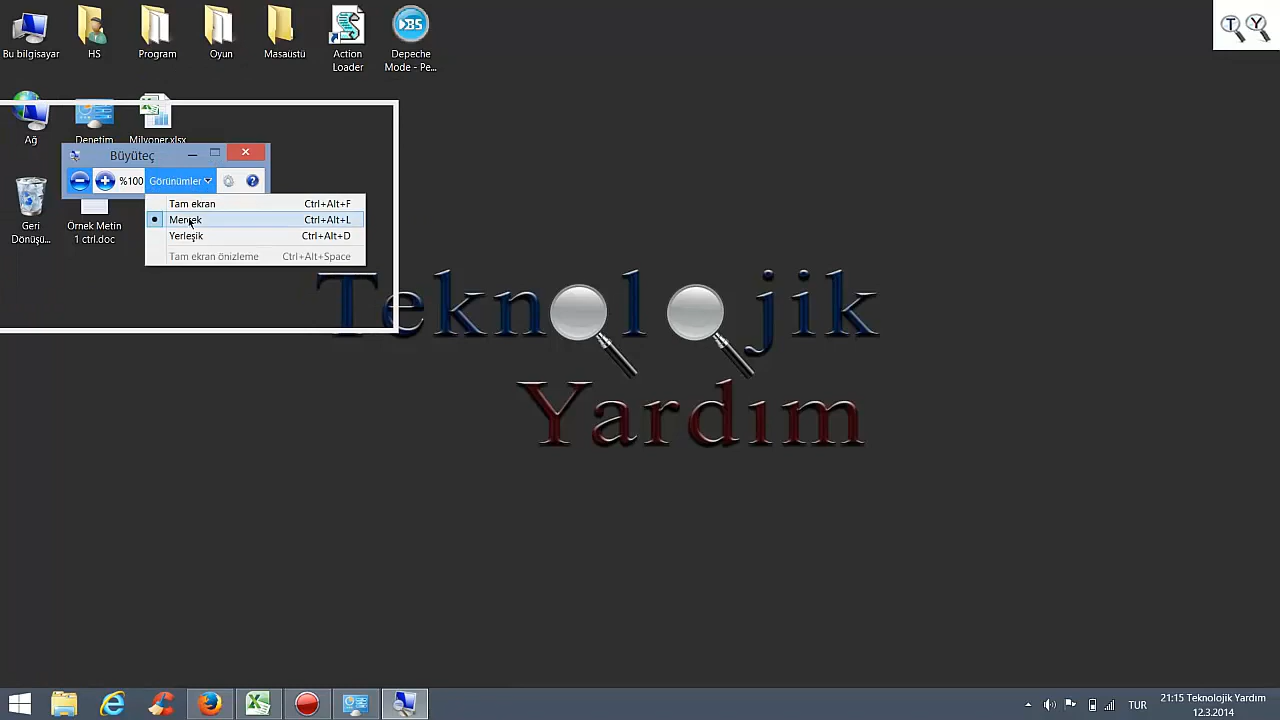 Bu bilgisayar
HS
Program
Oyun
Masaüstü
Action
Loader
Depeche
Mode - Pe...
T Y
Ağ
Denetim
Milyoner.xlsx
Büyüteç
%100
Görünümler
Tam ekran Ctrl+Alt+F
Mercek Ctrl+Alt+L
Yerleşik Ctrl+Alt+D
Tam ekran önizleme Ctrl+Alt+Space
Geri
Dönüşü...
Örnek Metin
1 ctrl.doc
Teknolojik
Yardım
TUR
21:15 Teknolojik Yardım
12.3.2014